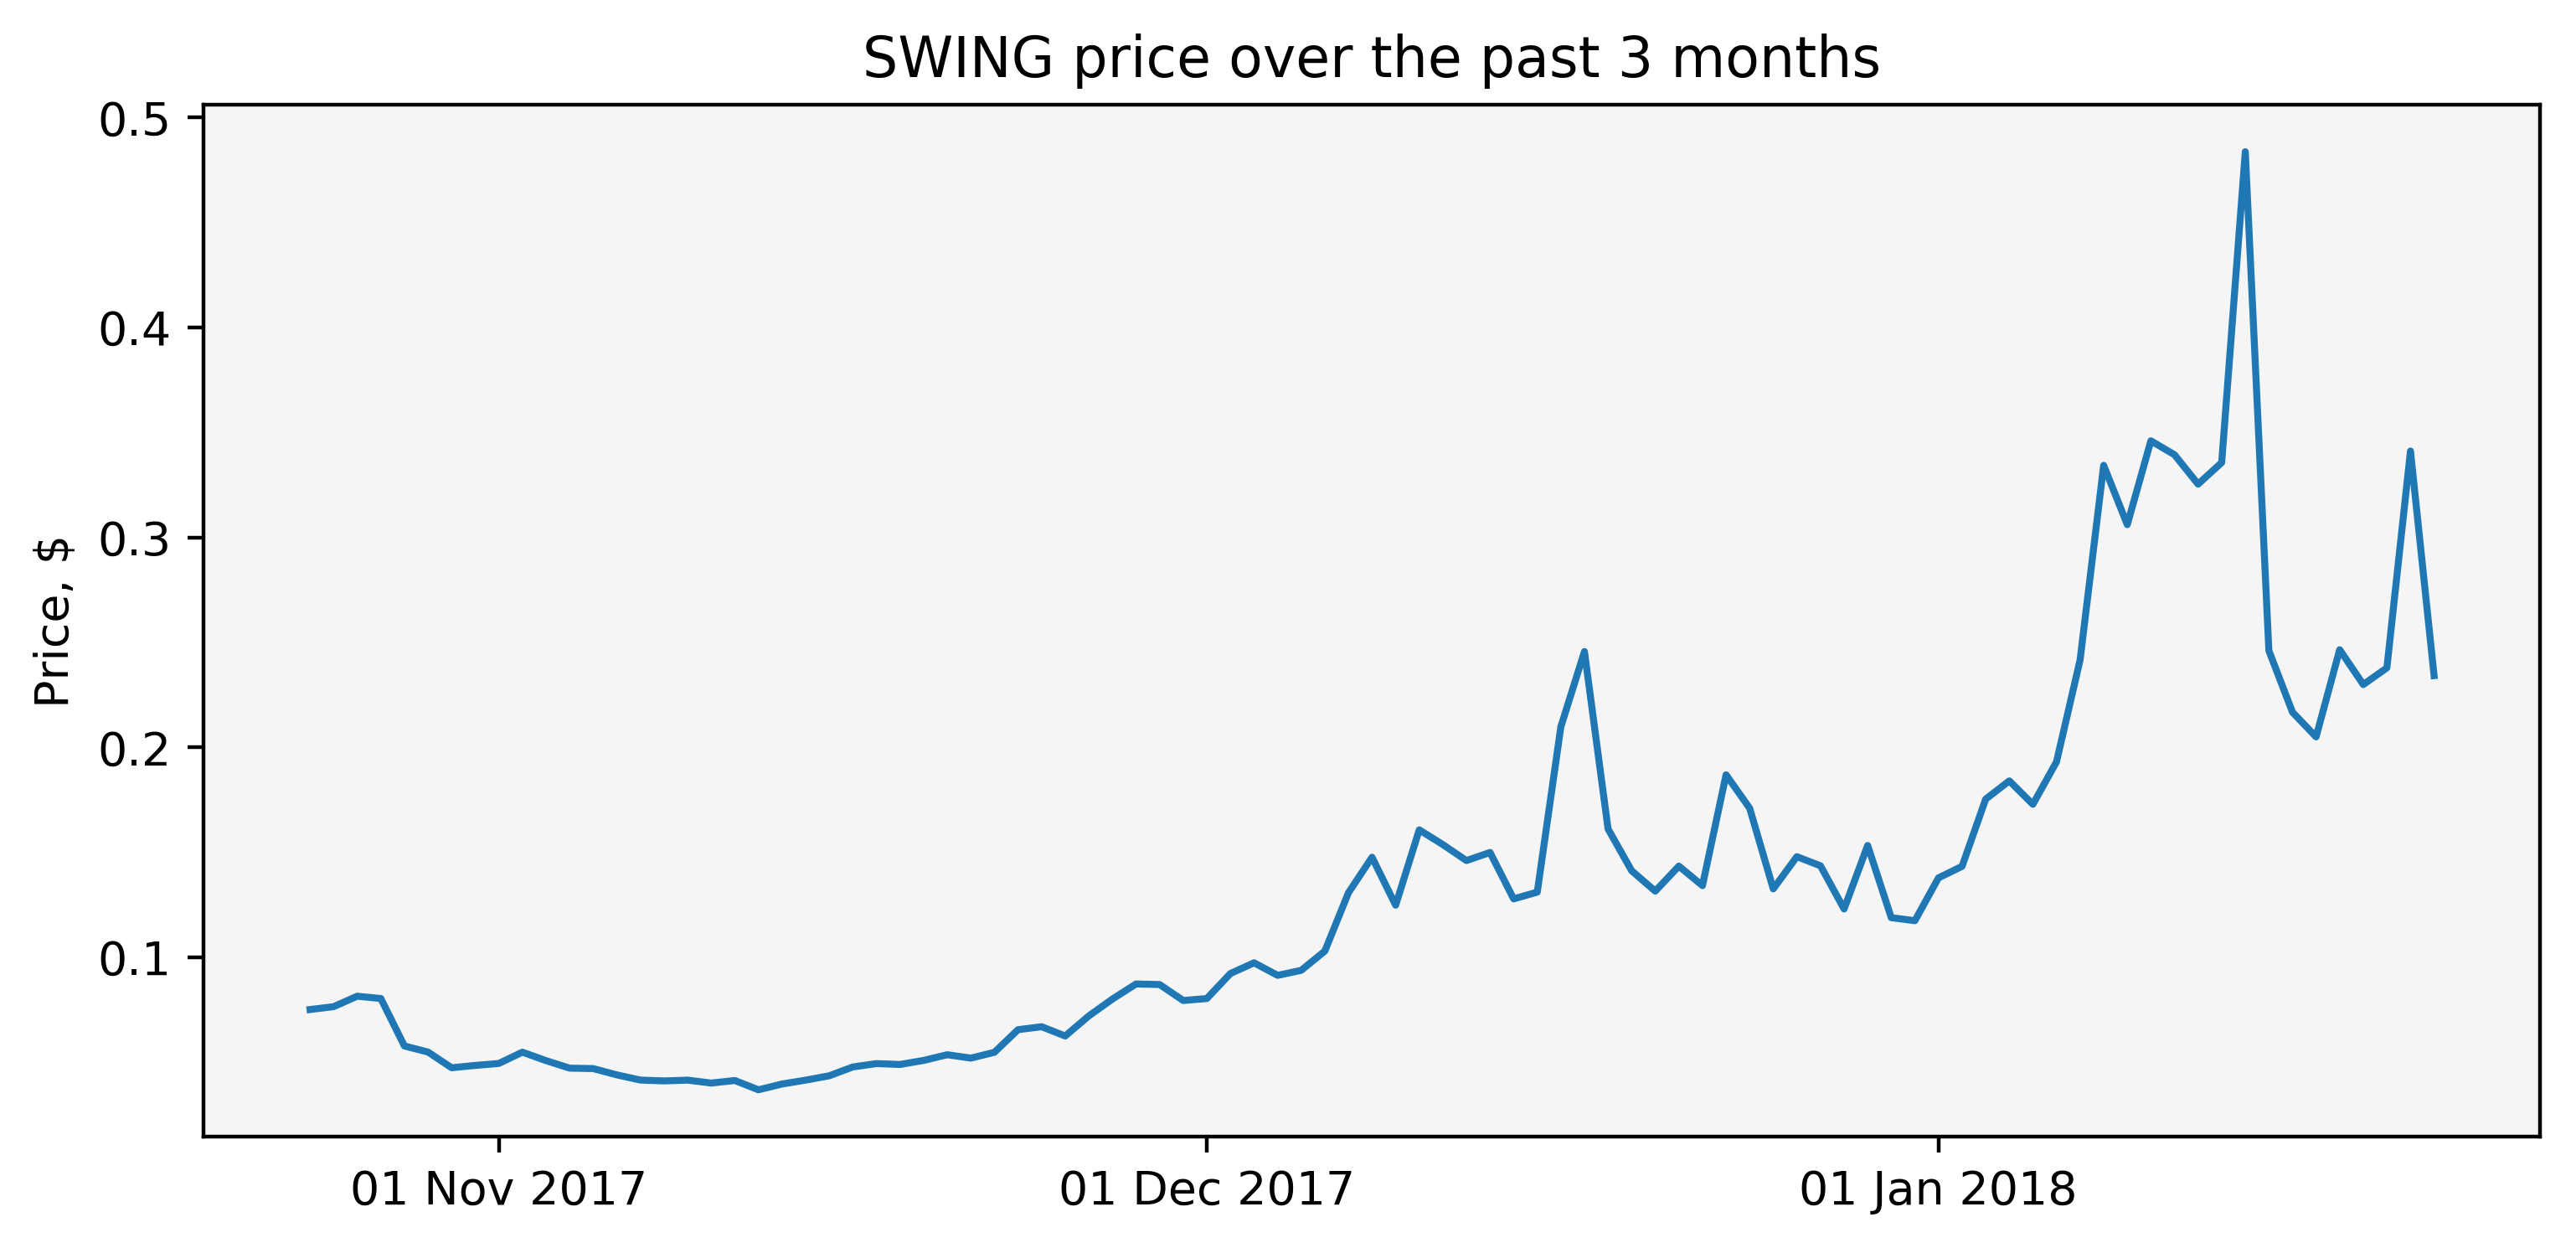 SWING price over the past 3 months
Price, $
0.5
0.4
0.3
0.2
0.1
01 Nov 2017
01 Dec 2017
01 Jan 2018